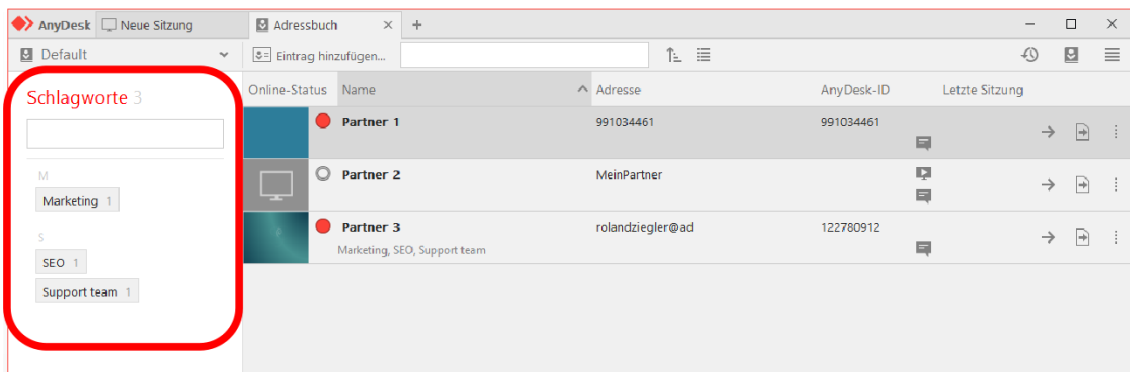 AnyDesk Neue Sitzung Adressbuch
Default Eintrag hinzufügen...
Schlagworte 3
Online-Status Name Adresse AnyDesk-ID Letzte Sitzung
Partner 1 991034461 991034461
M
Marketing 1
Partner 2 MeinPartner
S
SEO 1
Support team 1
Partner 3 rolandziegler@ad 122780912
Marketing, SEO, Support team